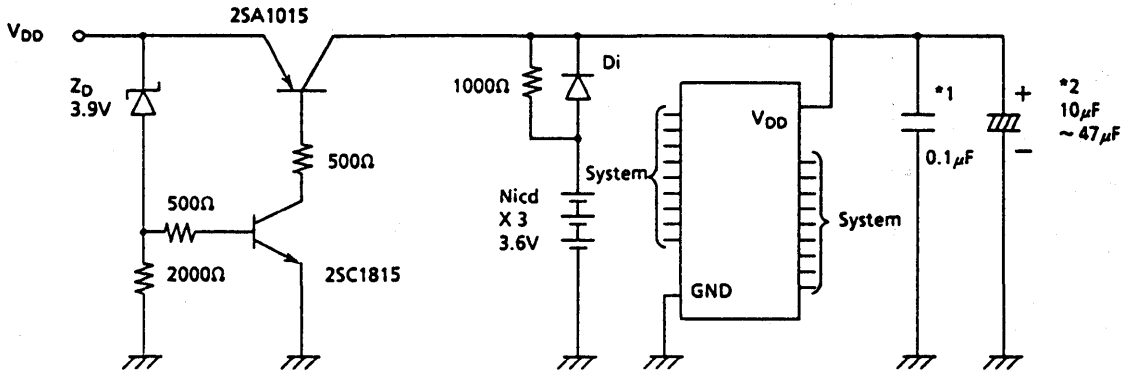 2SA1015
VDD
ZD
3.9V
500Ω
500Ω
2000Ω
2SC1815
1000Ω
Di
Nicd
X 3
3.6V
System
VDD
GND
System
*1
0.1μF
+
*2
10μF
~ 47μF
−